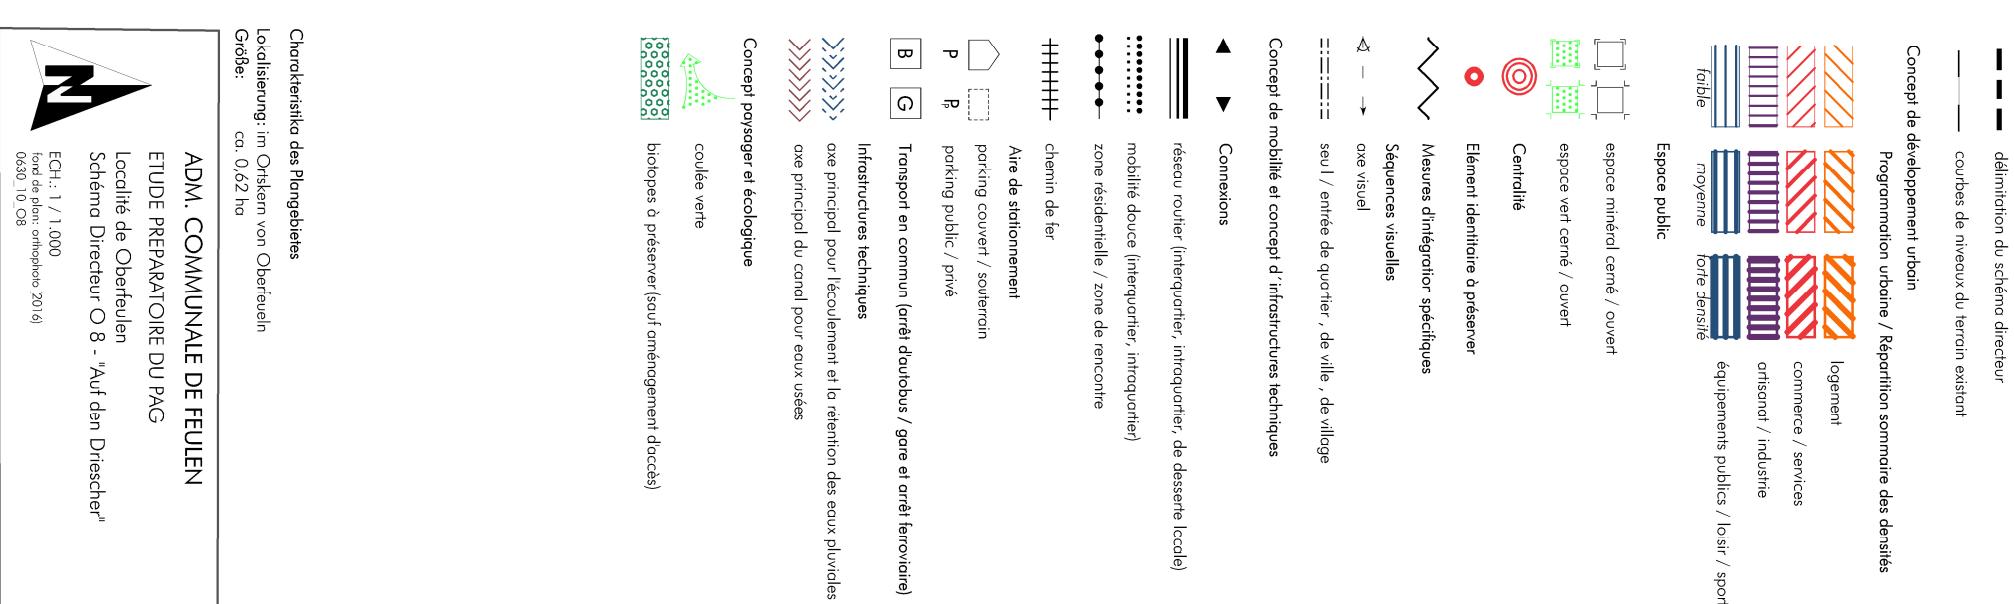 délimitation du schéma directeur
courbes de niveaux du terrain existant
Concept de développement urbain
Programmation urbaine / Répartition sommaire des densités
logement
commerce / services
artisanat / industrie
équipements publics / loisir / sport
faible
moyenne
forte densité
Espace public
espace minéral cerné / ouvert
espace vert cerné / ouvert
Centralité
Elément identitaire à préserver
Mesures d'intégration spécifiques
Séquences visuelles
axe visuel
seuil / entrée de quartier , de ville , de village
Concept de mobilité et concept d´infrastructures techniques
Connexions
réseau routier (interquartier, intraquartier, de desserte locale)
mobilité douce (interquartier, intraquartier)
zone résidentielle / zone de rencontre
chemin de fer
Aire de stationnement
parking couvert / souterrain
P Pp parking public / privé
B G Transport en commun (arrêt d'autobus / gare et arrêt ferroviaire)
Infrastructures techniques
axe principal pour l'écoulement et la rétention des eaux pluviales
axe principal du canal pour eaux usées
Concept paysager et écologique
coulée verte
biotopes à préserver (sauf aménagement d'accès)
Charakteristika des Plangebietes
Lokalisierung: im Ortskern von Oberfeueln
Größe: ca. 0,62 ha
ADM. COMMUNALE DE FEULEN
ETUDE PREPARATOIRE DU PAG
Localité de Oberfeulen
Schéma Directeur O 8 - "Auf den Driescher"
ECH.: 1 / 1.000
fond de plan: orthophoto 2016)
0630_10_O8
N